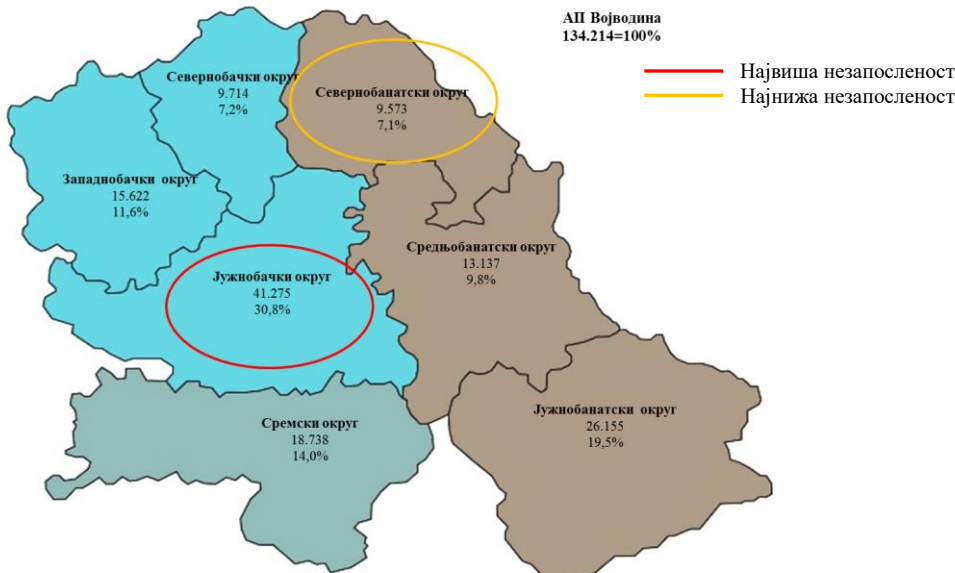 АП Војводина
134.214=100%
Највиша незапосленост
Најнижа незапосленост
Севернобачки округ
9.714
7,2%
Севернобанатски округ
9.573
7,1%
Западнобачки округ
15.622
11,6%
Средњобанатски округ
13.137
9,8%
Јужнобачки округ
41.275
30,8%
Јужнобанатски округ
26.155
19,5%
Сремски округ
18.738
14,0%